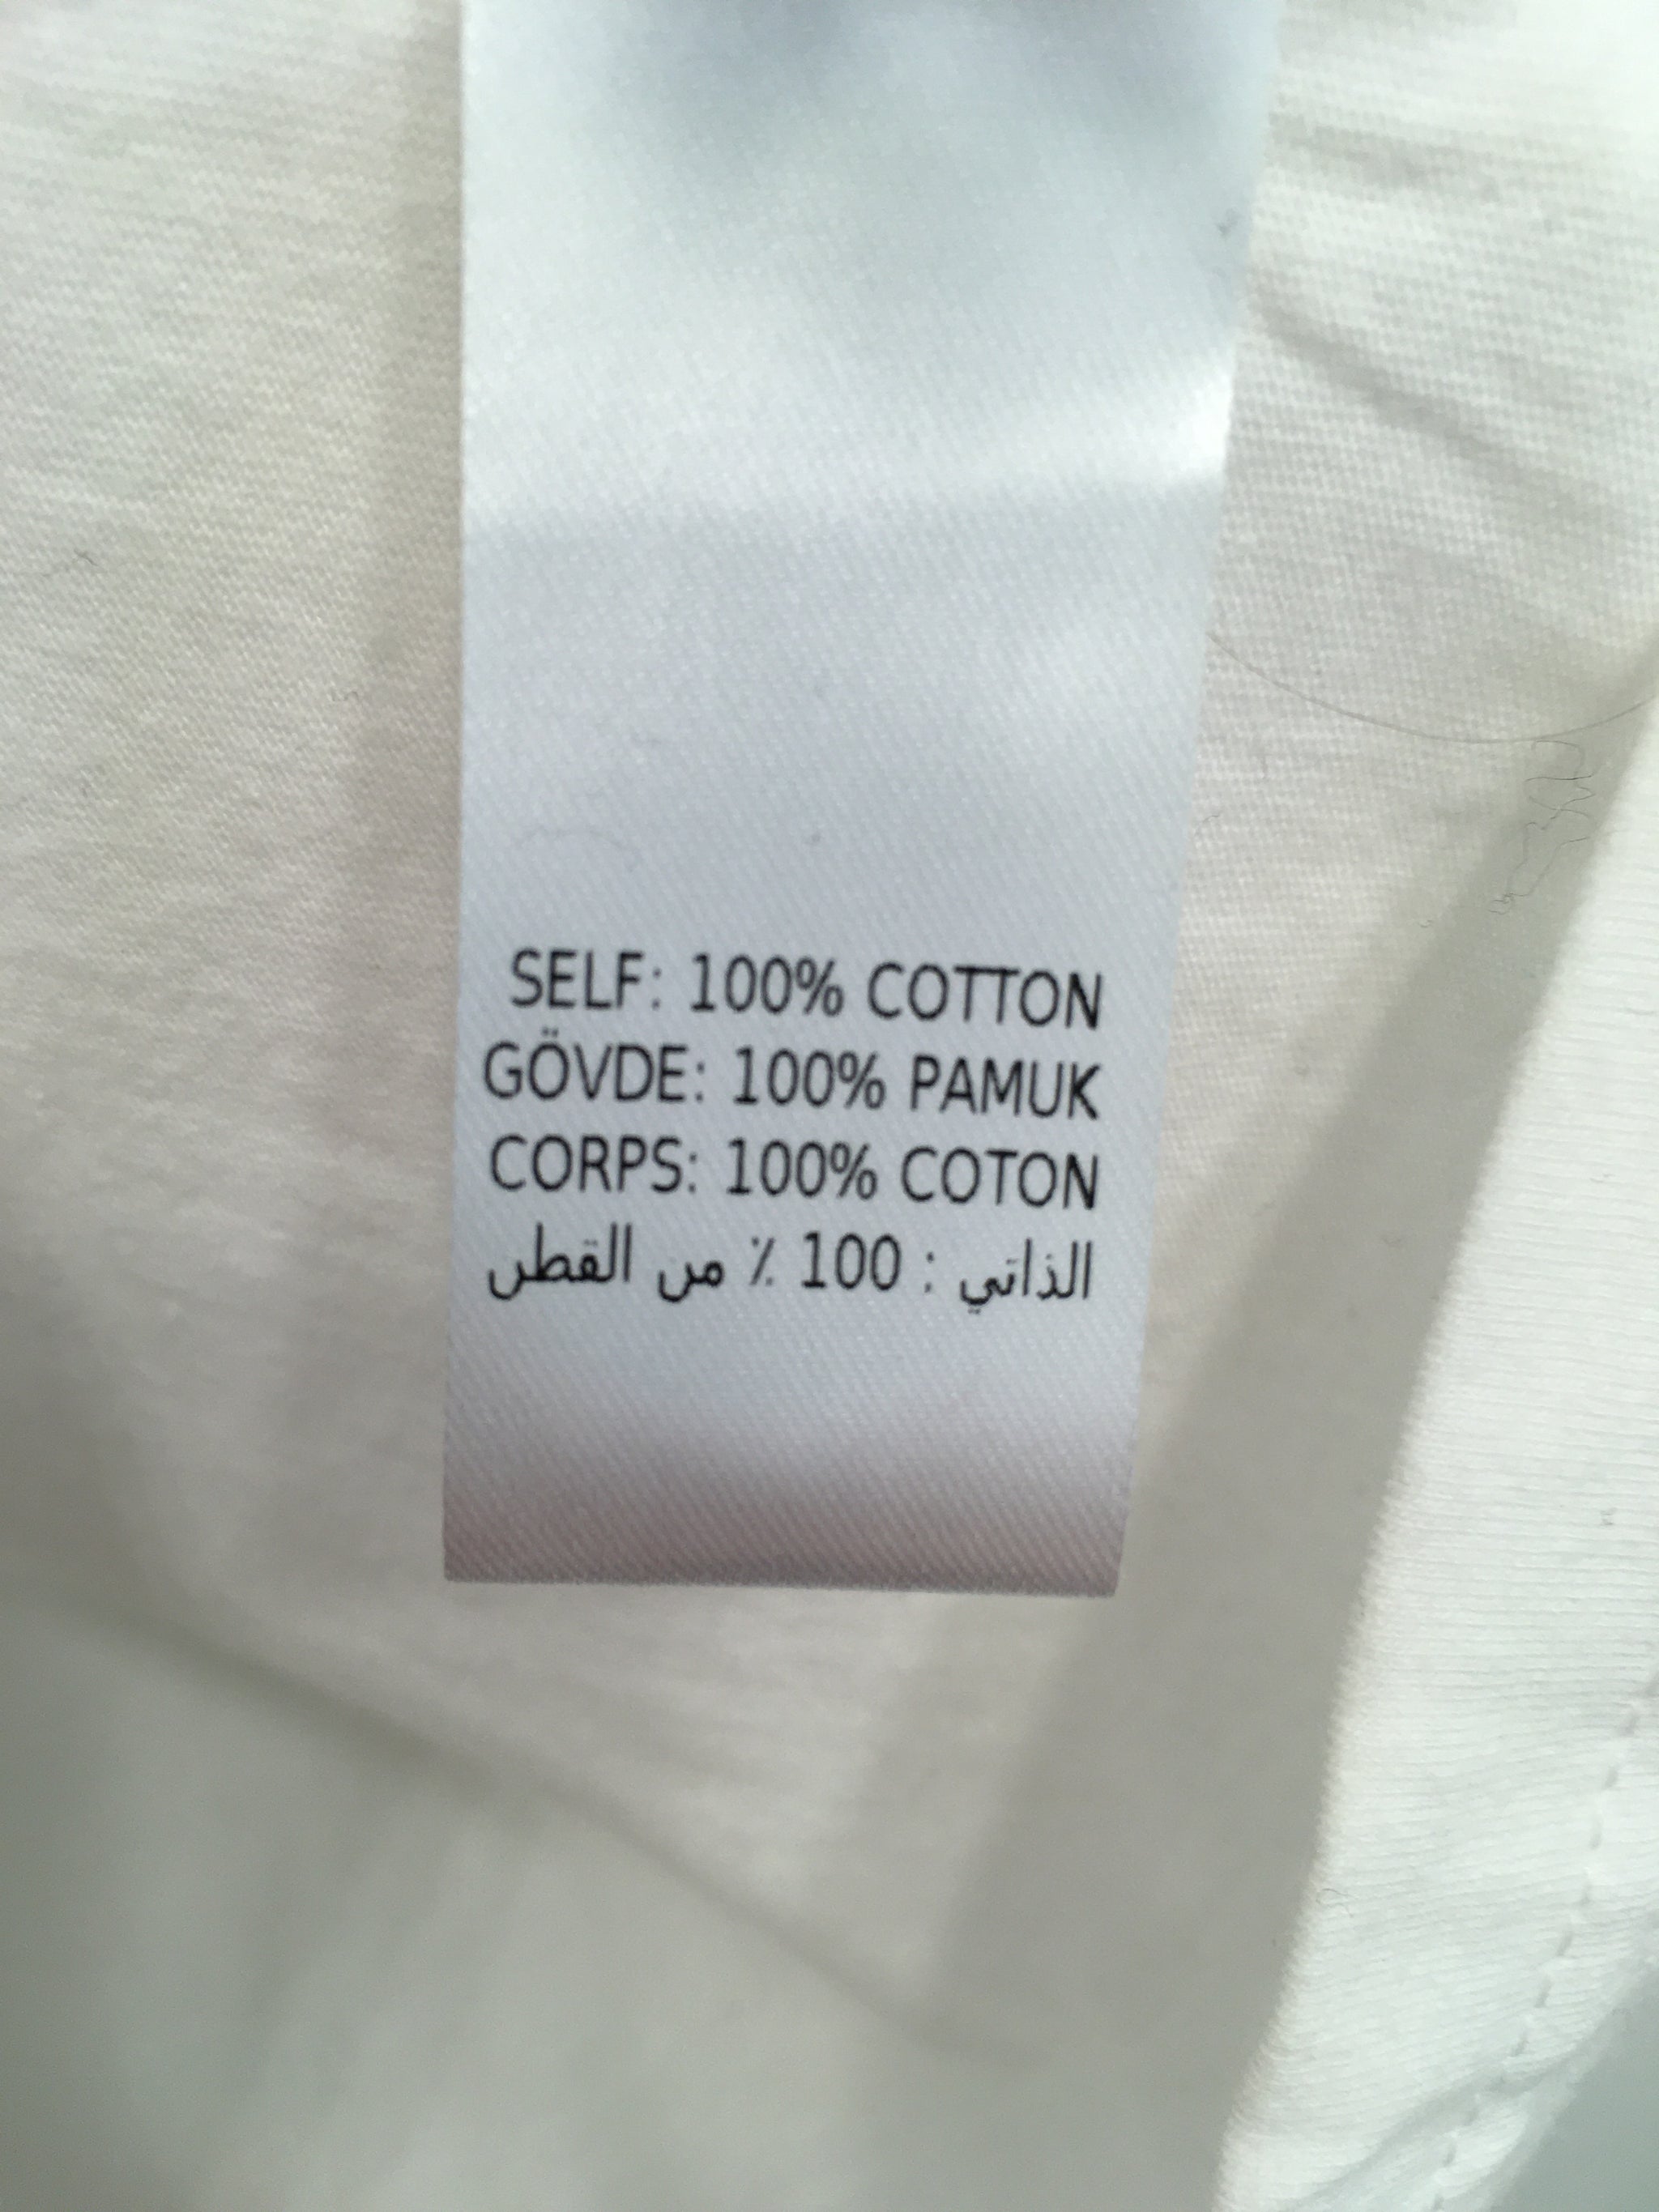 SELF: 100% COTTON
GÖVDE: 100% PAMUK
CORPS: 100% COTON
الذاتي : 100 ٪ من القطن